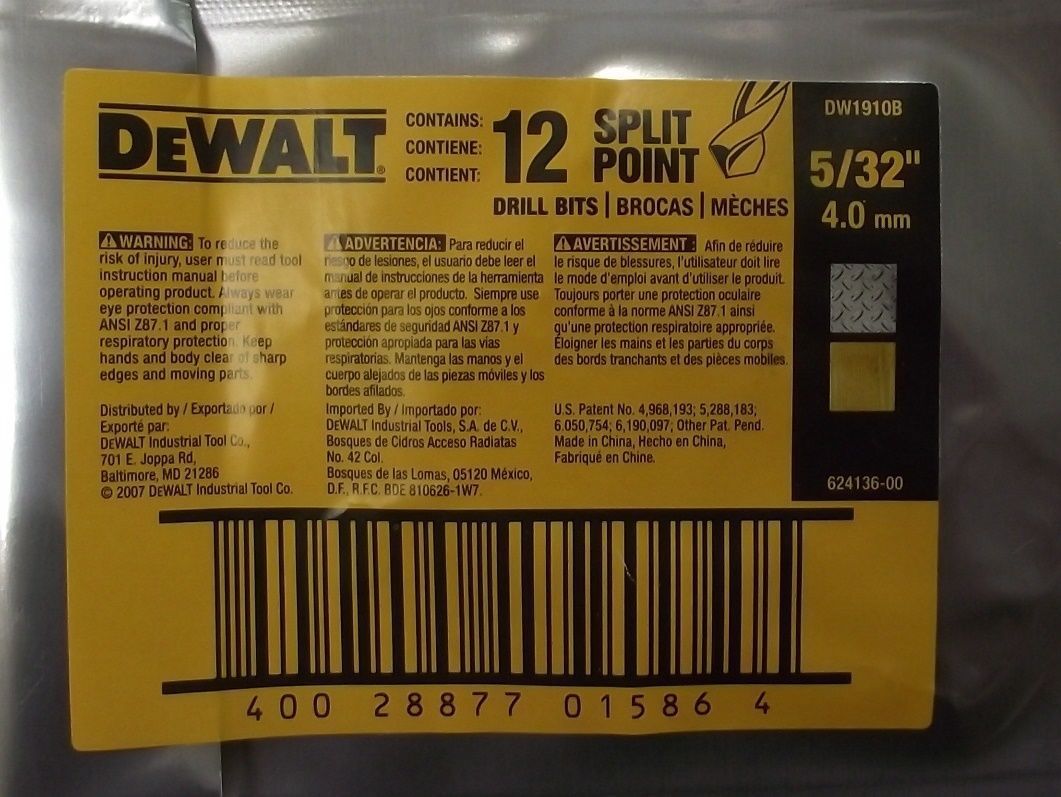 DEWALT®
CONTAINS:
CONTIENE:
CONTIENT:
12
SPLIT
POINT
DRILL BITS | BROCAS | MÈCHES
DW1910B
5/32"
4.0 mm
WARNING: To reduce the
risk of injury, user must read tool
instruction manual before
operating product. Always wear
eye protection compliant with
ANSI Z87.1 and proper
respiratory protection. Keep
hands and body clear of sharp
edges and moving parts.
ADVERTENCIA: Para reducir el
riesgo de lesiones, el usuario debe leer el
manual de instrucciones de la herramienta
antes de operar el producto. Siempre use
protección para los ojos conforme a los
estándares de seguridad ANSI Z87.1 y
protección apropiada para las vías
respiratorias. Mantenga las manos y el
cuerpo alejados de las piezas móviles y los
bordes afilados.
AVERTISSEMENT : Afin de réduire
le risque de blessures, l'utilisateur doit lire
le mode d'emploi avant d'utiliser le produit.
Toujours porter une protection oculaire
conforme à la norme ANSI Z87.1 ainsi
qu'une protection respiratoire appropriée.
Éloigner les mains et les parties du corps
des bords tranchants et des pièces mobiles.
Distributed by / Exportado por /
Exporté par:
DEWALT Industrial Tool Co.,
701 E. Joppa Rd,
Baltimore, MD 21286
© 2007 DEWALT Industrial Tool Co.
Imported By / Importado por:
DEWALT Industrial Tools, S.A. de C.V.,
Bosques de Cidros Acceso Radiatas
No. 42 Col.
Bosques de las Lomas, 05120 México,
D.F., R.F.C. BDE 810626-1W7.
U.S. Patent No. 4,968,193; 5,288,183;
6.050,754; 6,190,097; Other Pat. Pend.
Made in China, Hecho en China,
Fabriqué en Chine.
624136-00
400 28877 01586 4